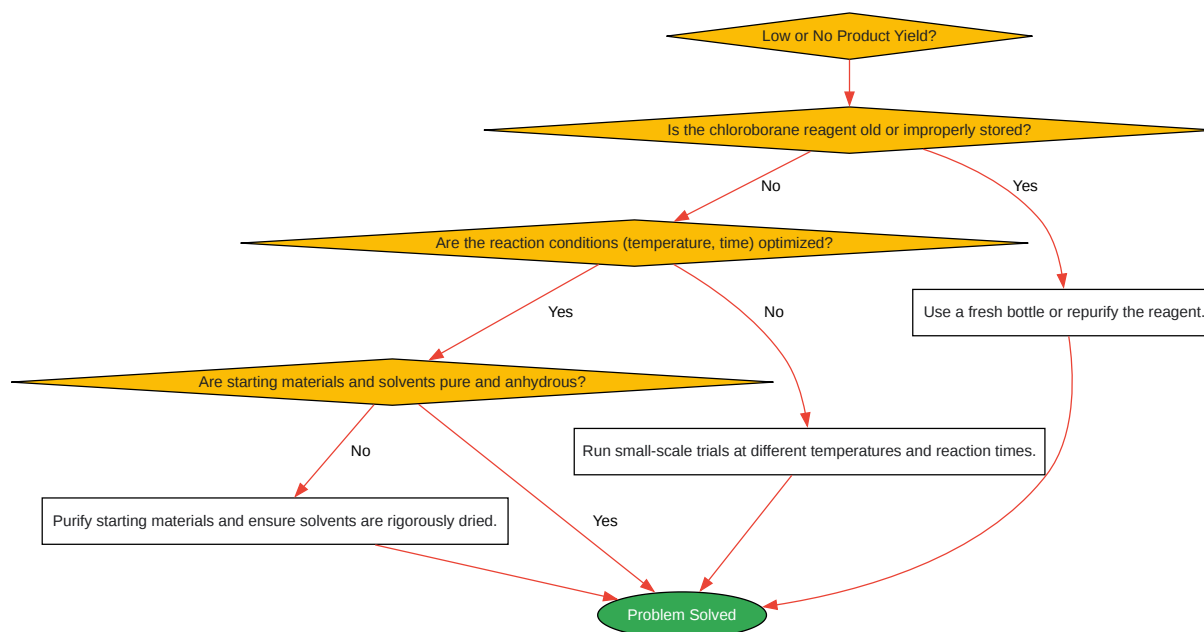 Low or No Product Yield?
Is the chloroborane reagent old or improperly stored?
No
Yes
Are the reaction conditions (temperature, time) optimized?
Yes
No
Use a fresh bottle or repurify the reagent.
Are starting materials and solvents pure and anhydrous?
No
Run small-scale trials at different temperatures and reaction times.
Purify starting materials and ensure solvents are rigorously dried.
Yes
Problem Solved